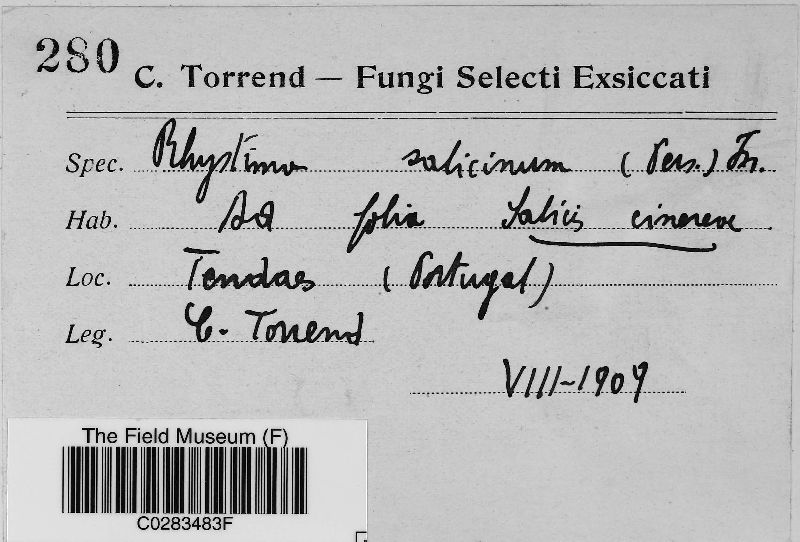 280 C. Torrend — Fungi Selecti Exsiccati
Spec. Rhystima salicinum (Pers.) Fr.
Hab. Ad folia Salicis cinereae
Loc. Tendaes (Portugal)
Leg. C. Torrend
VIII-1909
The Field Museum (F)
C0283483F